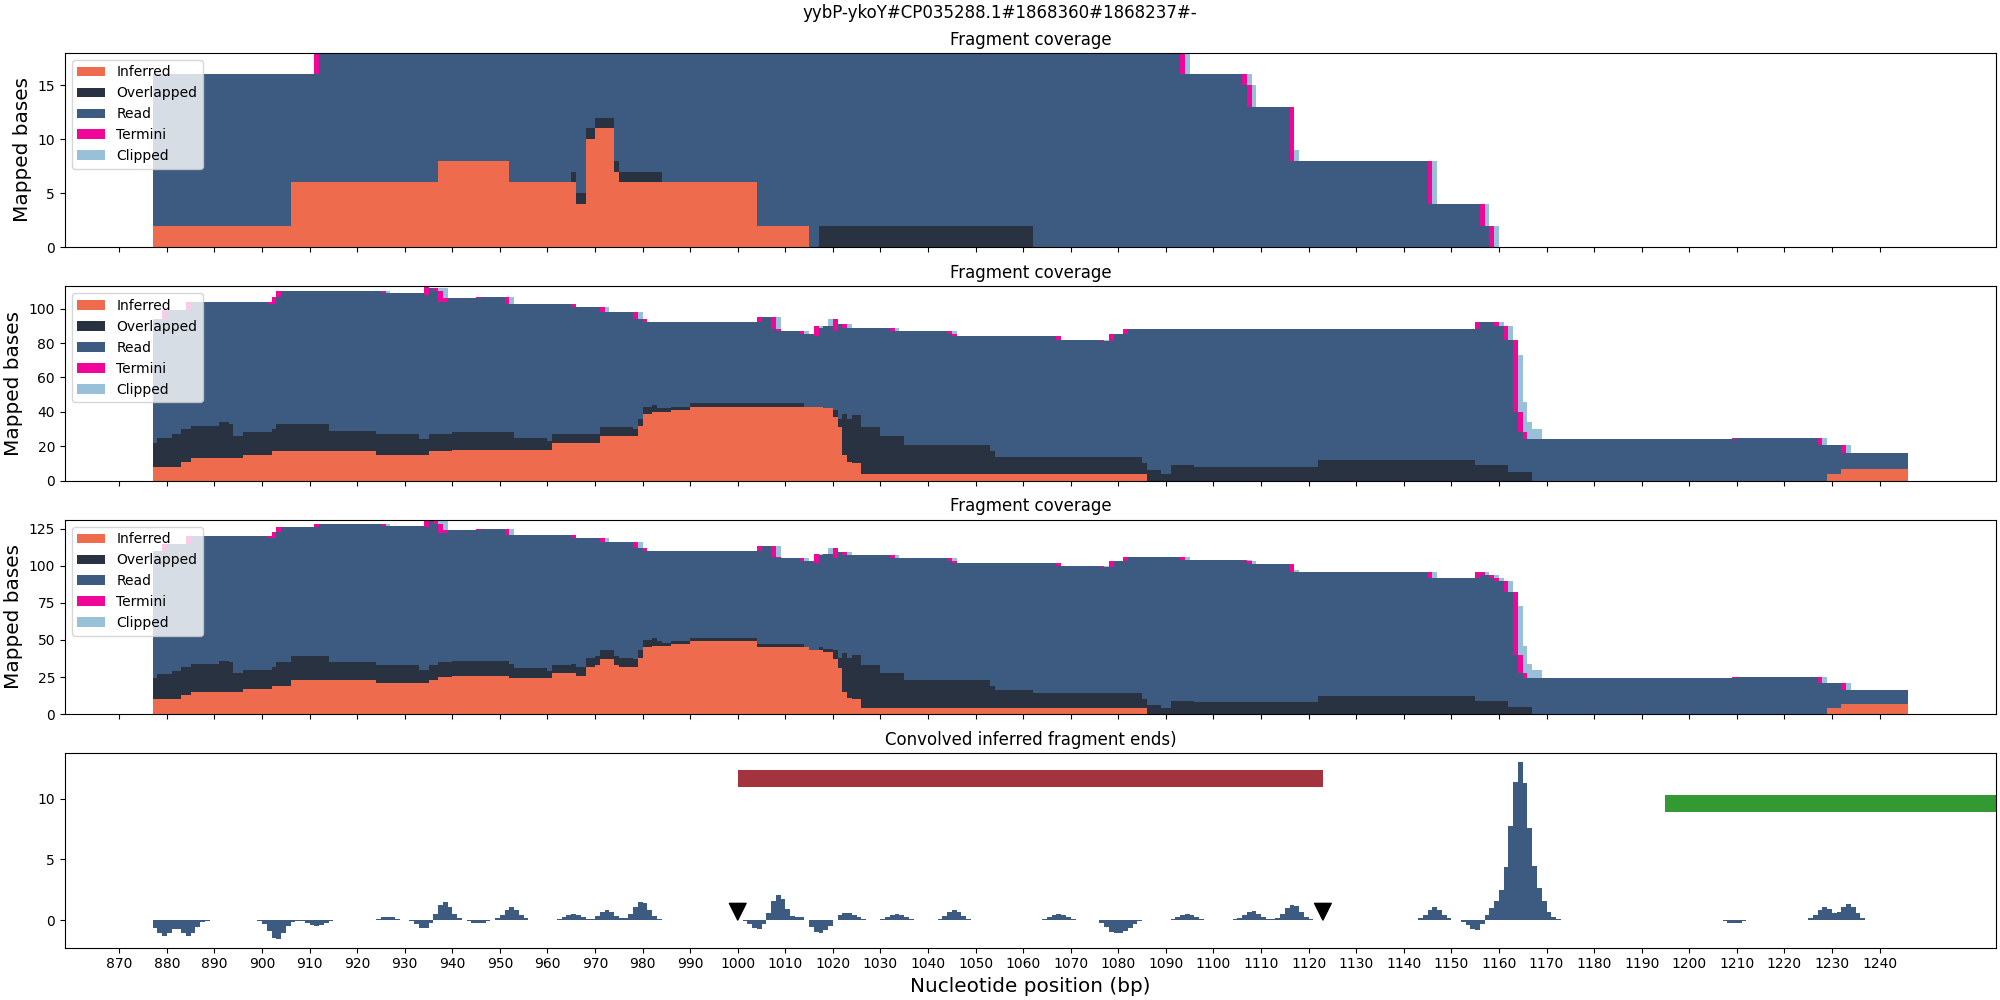 yybP-ykoY#CP035288.1#1868360#1868237#-
Fragment coverage
Mapped bases
15
10
5
0
Inferred
Overlapped
Read
Termini
Clipped
Fragment coverage
Mapped bases
100
80
60
40
20
0
Inferred
Overlapped
Read
Termini
Clipped
Fragment coverage
Mapped bases
125
100
75
50
25
0
Inferred
Overlapped
Read
Termini
Clipped
Convolved inferred fragment ends)
10
5
0
870 880 890 900 910 920 930 940 950 960 970 980 990 1000 1010 1020 1030 1040 1050 1060 1070 1080 1090 1100 1110 1120 1130 1140 1150 1160 1170 1180 1190 1200 1210 1220 1230 1240
Nucleotide position (bp)